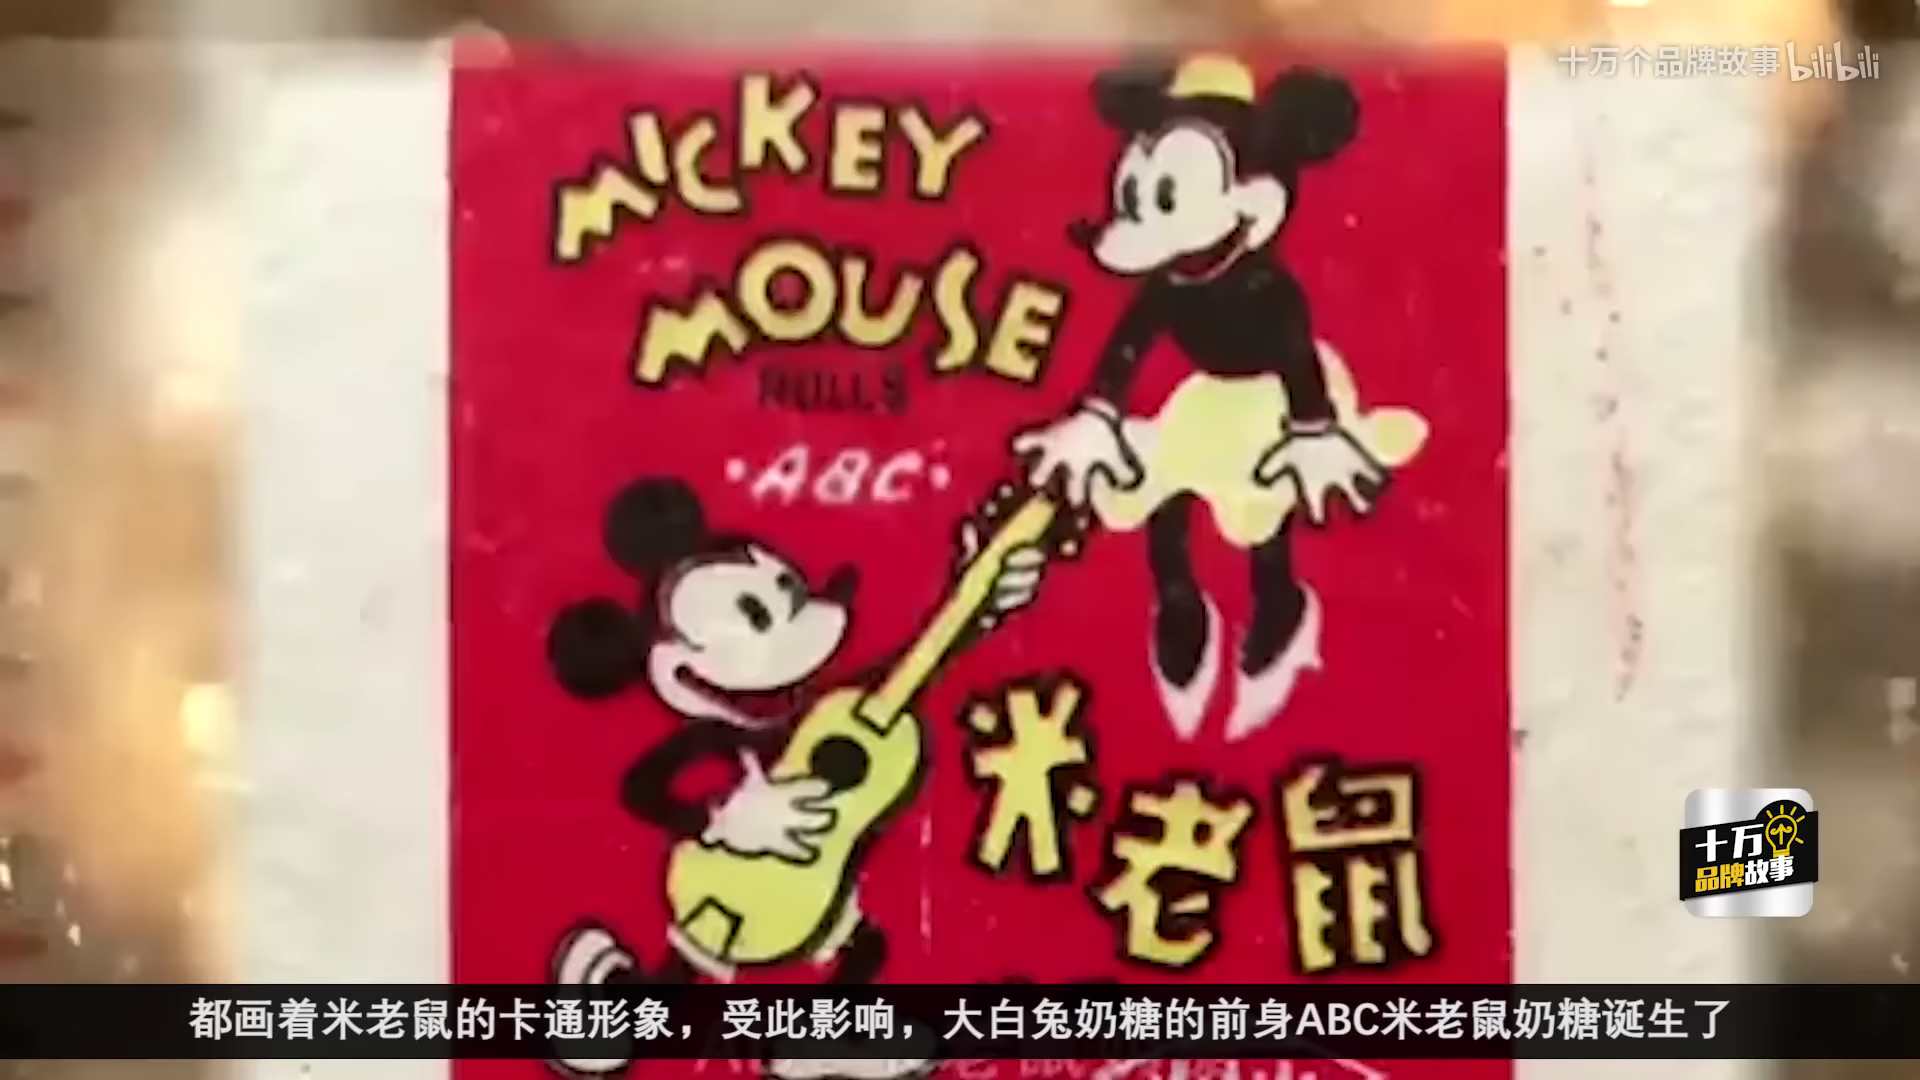 十万个品牌故事 bilibili
MICKEY
MOUSE
ROLLS
·ABC·
米老鼠
十万
品牌故事
都画着米老鼠的卡通形象，受此影响，大白兔奶糖的前身ABC米老鼠奶糖诞生了